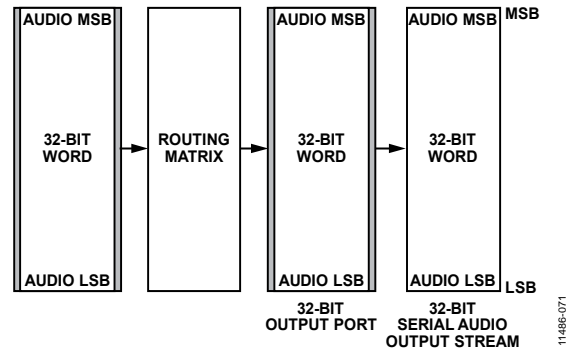 AUDIO MSB
AUDIO MSB
AUDIO MSB
MSB
32-BIT
WORD
ROUTING
MATRIX
32-BIT
WORD
32-BIT
WORD
AUDIO LSB
AUDIO LSB
AUDIO LSB
LSB
32-BIT
OUTPUT PORT
32-BIT
SERIAL AUDIO
OUTPUT STREAM
11486-071